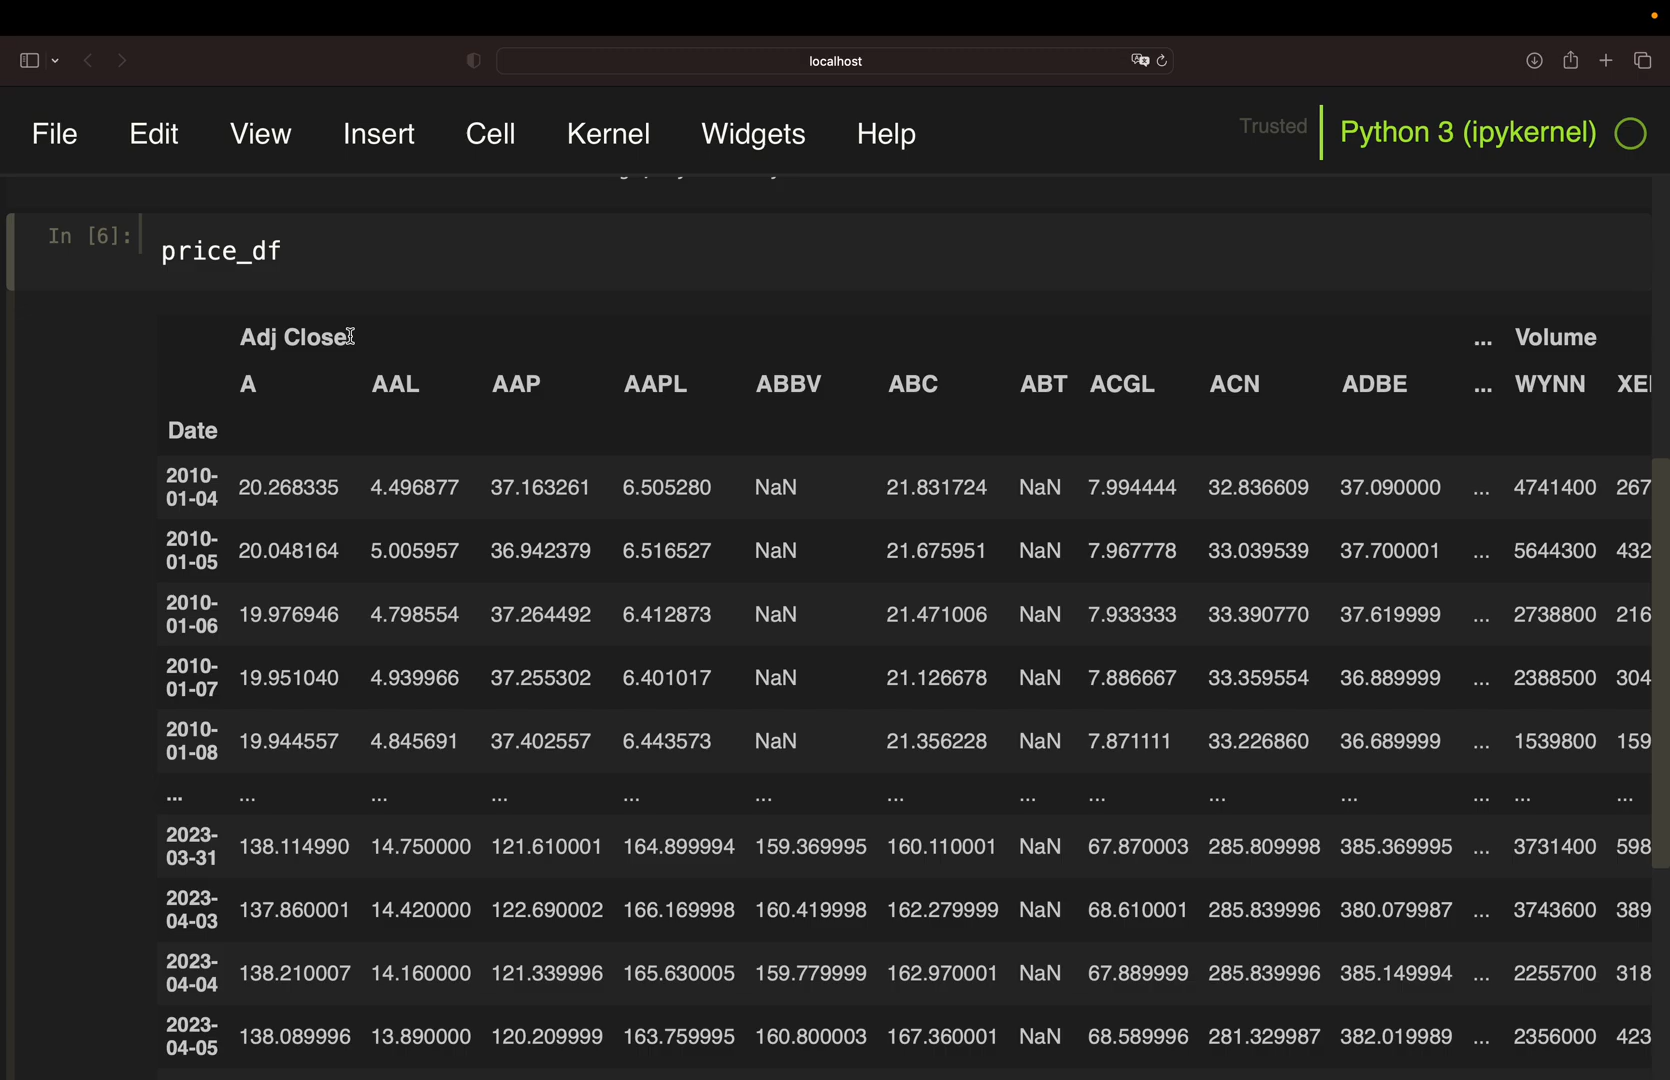 localhost
File Edit View Insert Cell Kernel Widgets Help Trusted Python 3 (ipykernel)
In [6]: price_df
Adj Close ... Volume
A AAL AAP AAPL ABBV ABC ABT ACGL ACN ADBE ... WYNN
Date
2010-
01-04 20.268335 4.496877 37.163261 6.505280 NaN 21.831724 NaN 7.994444 32.836609 37.090000 ... 4741400 267
2010-
01-05 20.048164 5.005957 36.942379 6.516527 NaN 21.675951 NaN 7.967778 33.039539 37.700001 ... 5644300 432
2010-
01-06 19.976946 4.798554 37.264492 6.412873 NaN 21.471006 NaN 7.933333 33.390770 37.619999 ... 2738800 216
2010-
01-07 19.951040 4.939966 37.255302 6.401017 NaN 21.126678 NaN 7.886667 33.359554 36.889999 ... 2388500 304
2010-
01-08 19.944557 4.845691 37.402557 6.443573 NaN 21.356228 NaN 7.871111 33.226860 36.689999 ... 1539800 159
... ... ... ... ... ... ... ... ... ... ... ... ... ...
2023-
03-31 138.114990 14.750000 121.610001 164.899994 159.369995 160.110001 NaN 67.870003 285.809998 385.369995 ... 3731400 598
2023-
04-03 137.860001 14.420000 122.690002 166.169998 160.419998 162.279999 NaN 68.610001 285.839996 380.079987 ... 3743600 389
2023-
04-04 138.210007 14.160000 121.339996 165.630005 159.779999 162.970001 NaN 67.889999 285.839996 385.149994 ... 2255700 318
2023-
04-05 138.089996 13.890000 120.209999 163.759995 160.800003 167.360001 NaN 68.589996 281.329987 382.019989 ... 2356000 423